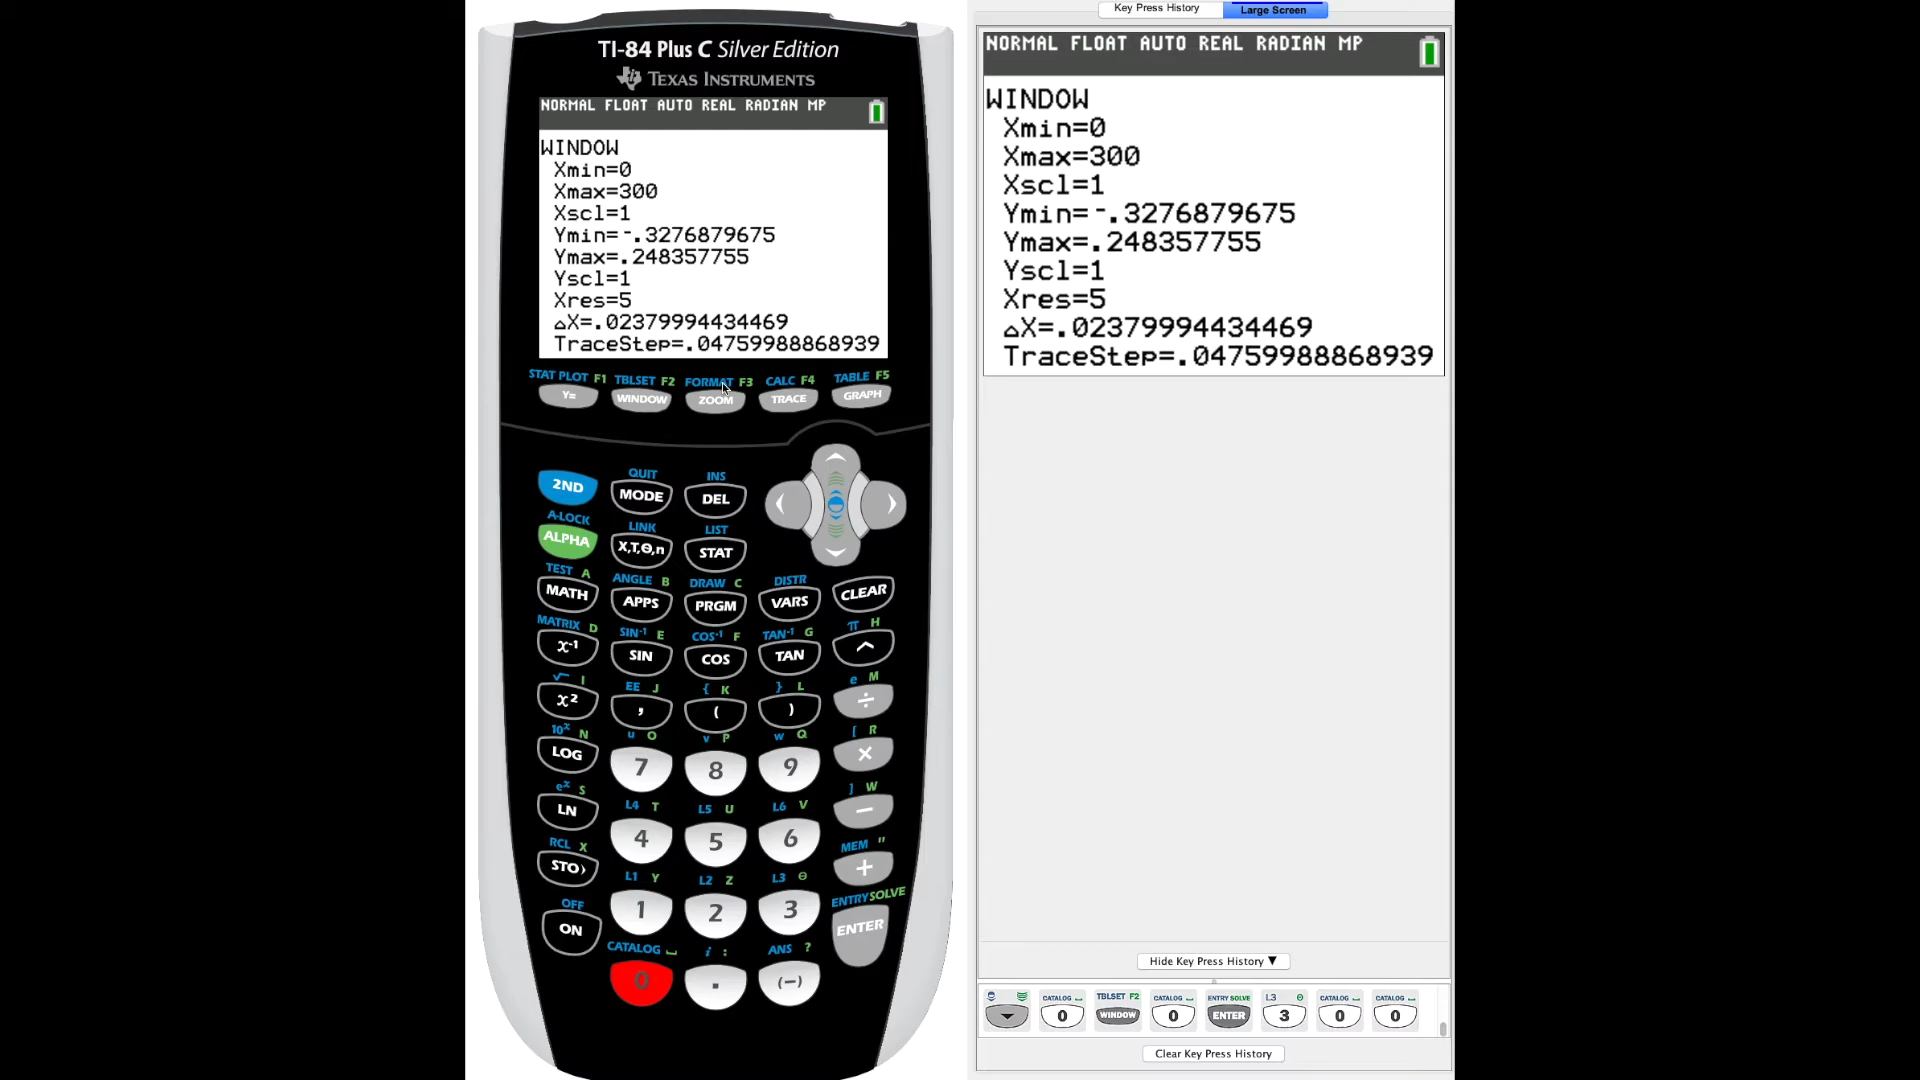 TI-84 Plus C Silver Edition
TEXAS INSTRUMENTS
NORMAL FLOAT AUTO REAL RADIAN MP
WINDOW
Xmin=0
Xmax=300
Xscl=1
Ymin=-.3276879675
Ymax=.248357755
Yscl=1
Xres=5
△X=.02379994434469
TraceStep=.04759988868939
STAT PLOT F1 TBLSET F2 FORMAT F3 CALC F4 TABLE F5
Y= WINDOW ZOOM TRACE GRAPH
QUIT INS
2ND MODE DEL
A-LOCK LINK LIST
ALPHA X,T,Θ,n STAT
TEST A ANGLE B DRAW C DISTR
MATH APPS PRGM VARS CLEAR
MATRIX D SIN-1 E COS-1 F TAN-1 G π H
x-1 SIN COS TAN ^
√ I EE J { K } L e M
x² , ( ) ÷
10x N u O v P w Q [ R
LOG 7 8 9 ×
ex S L4 T L5 U L6 V ] W
LN 4 5 6 −
RCL X L1 Y L2 Z L3 Θ MEM "
STO› 1 2 3 +
OFF CATALOG i : ANS ? ENTRY SOLVE
ON 0 . (−) ENTER
Key Press History Large Screen
NORMAL FLOAT AUTO REAL RADIAN MP
WINDOW
Xmin=0
Xmax=300
Xscl=1
Ymin=-.3276879675
Ymax=.248357755
Yscl=1
Xres=5
△X=.02379994434469
TraceStep=.04759988868939
Hide Key Press History ▼
CATALOG TBLSET F2 CATALOG ENTRY SOLVE L3 Θ CATALOG CATALOG
0 WINDOW 0 ENTER 3 0 0
Clear Key Press History